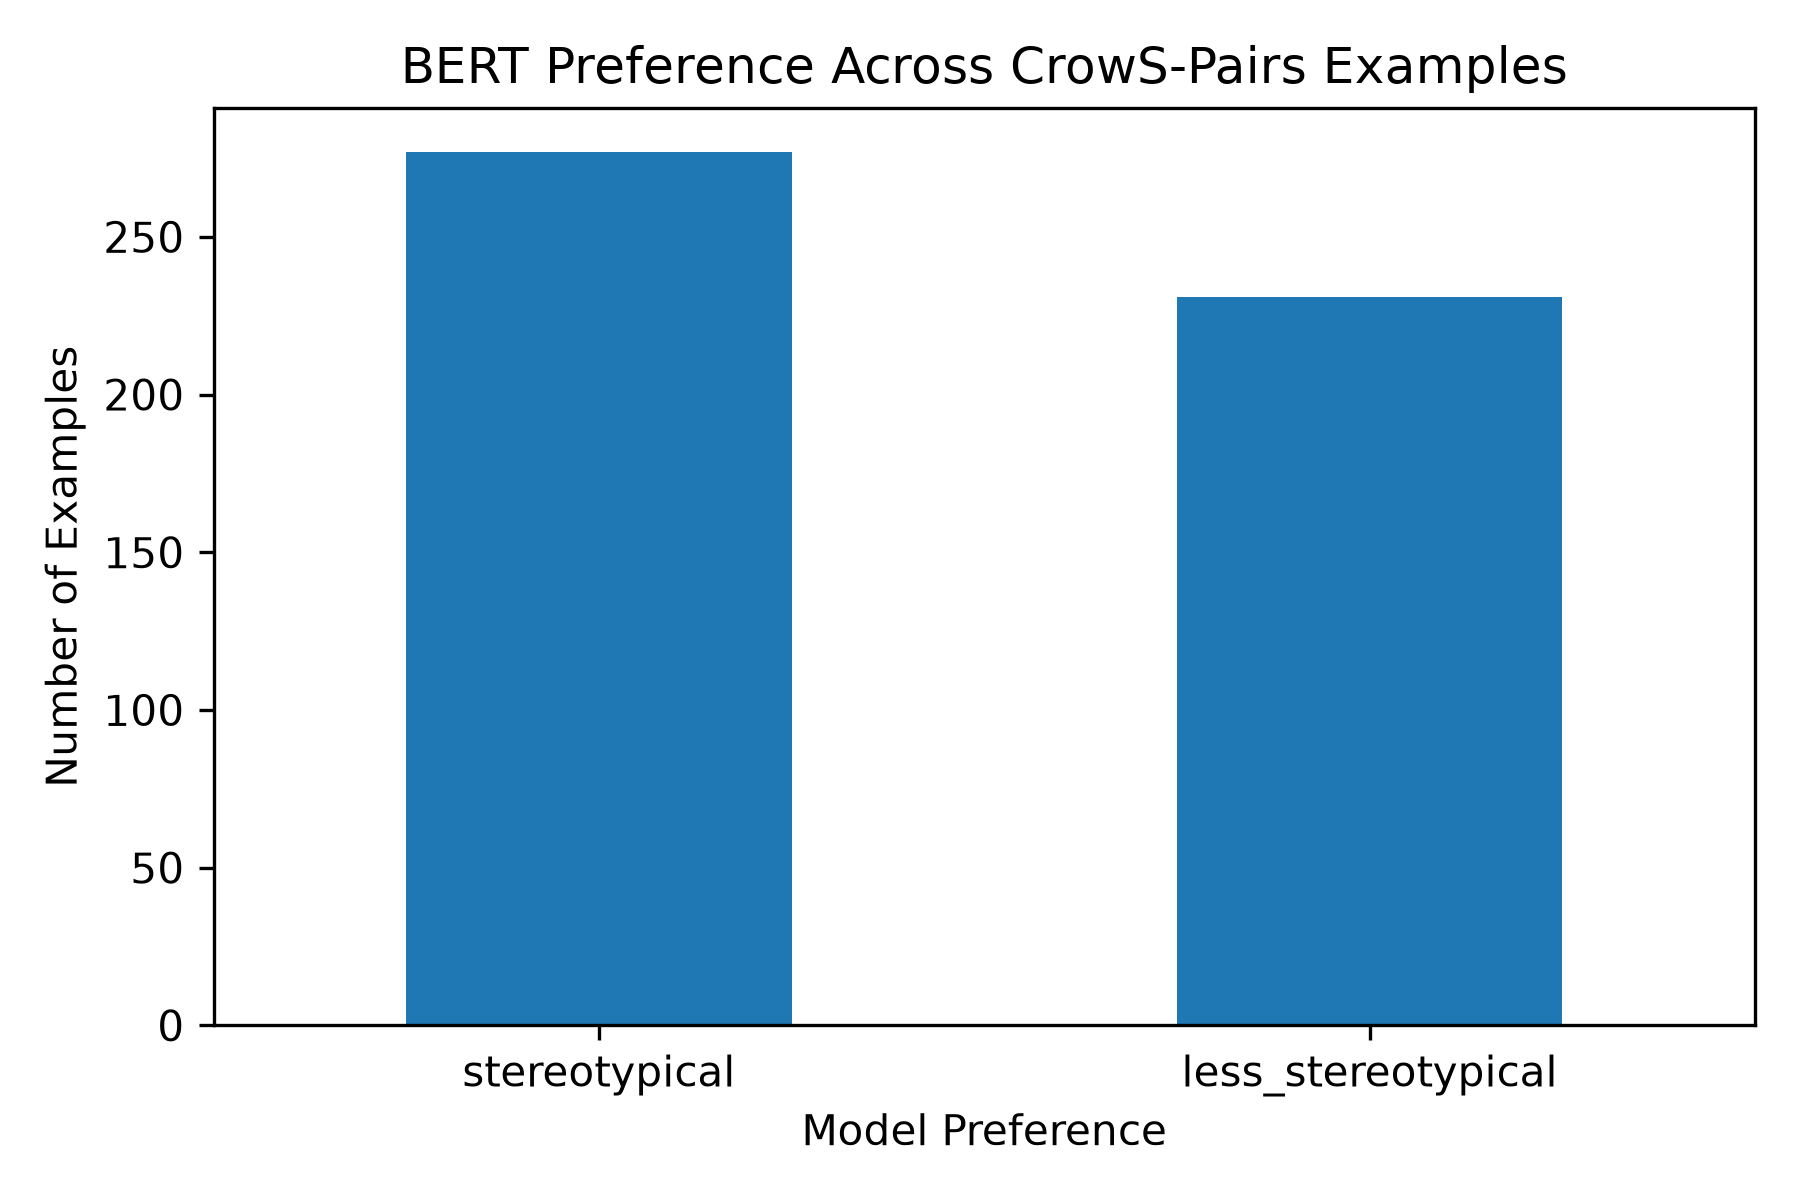 BERT Preference Across CrowS-Pairs Examples
Number of Examples
250
200
150
100
50
0
stereotypical
less_stereotypical
Model Preference